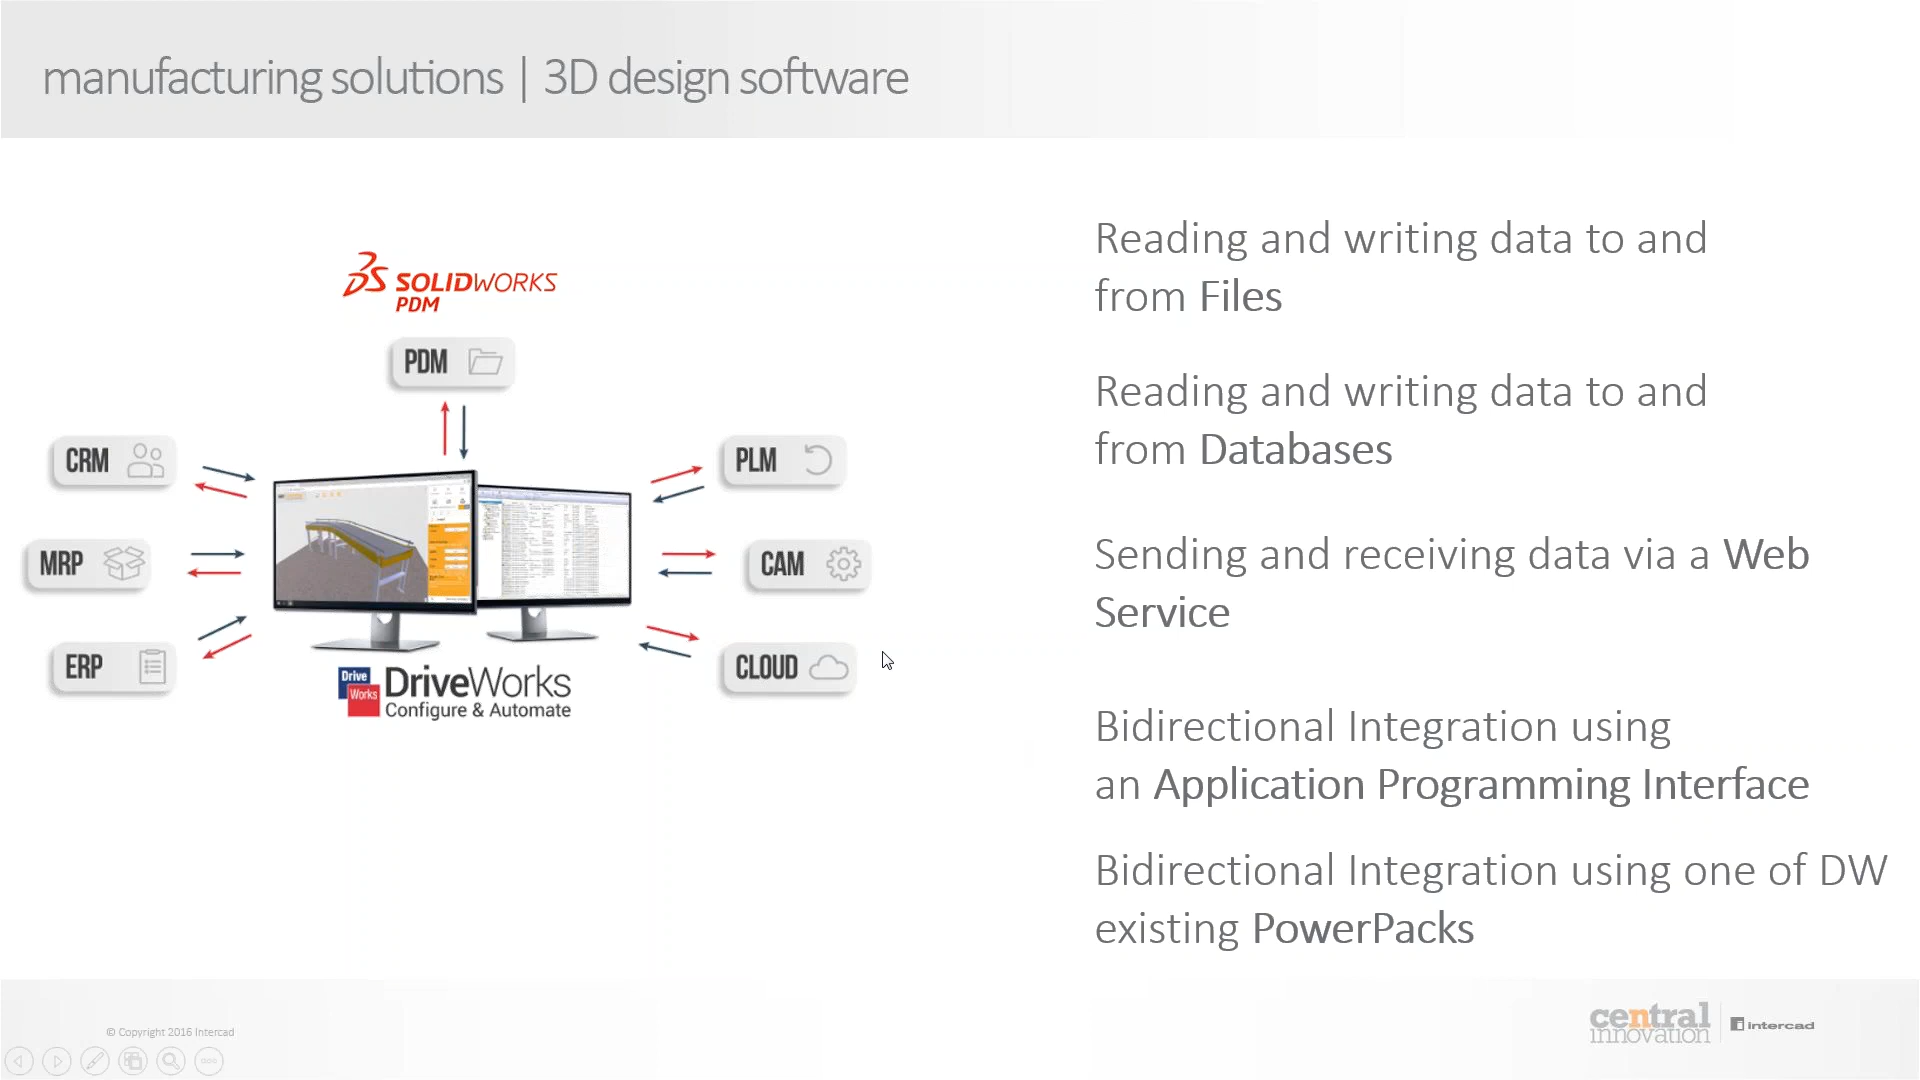 manufacturing solutions | 3D design software
SOLIDWORKS
PDM
PDM
CRM
PLM
MRP
CAM
ERP
CLOUD
Drive
Works
DriveWorks
Configure & Automate
Reading and writing data to and
from Files
Reading and writing data to and
from Databases
Sending and receiving data via a Web
Service
Bidirectional Integration using
an Application Programming Interface
Bidirectional Integration using one of DW
existing PowerPacks
© Copyright 2016 Intercad
central
innovation
intercad